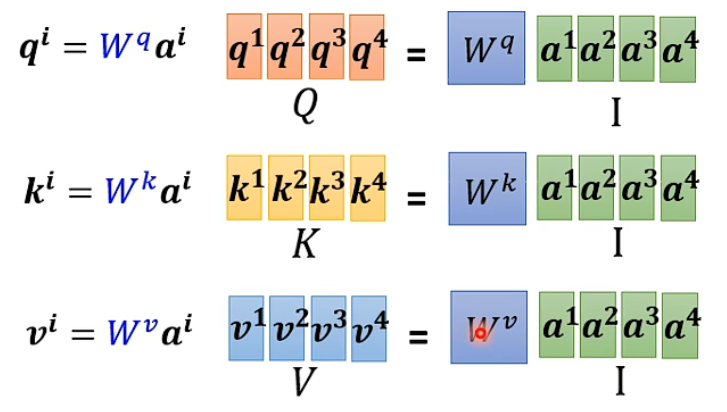 qⁱ = W^q aⁱ q¹ q² q³ q⁴ = W^q a¹ a² a³ a⁴
Q I
kⁱ = W^k aⁱ k¹ k² k³ k⁴ = W^k a¹ a² a³ a⁴
K I
vⁱ = W^v aⁱ v¹ v² v³ v⁴ = W^v a¹ a² a³ a⁴
V I